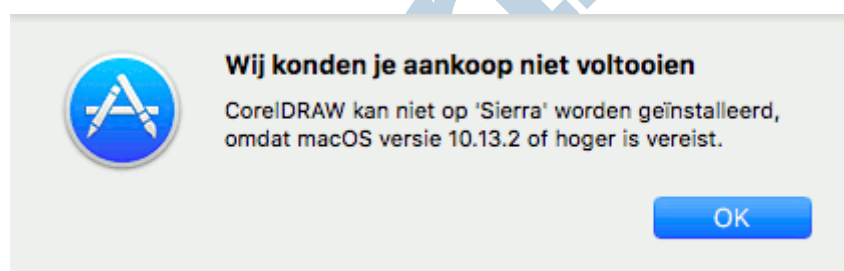 Wij konden je aankoop niet voltooien
CorelDRAW kan niet op 'Sierra' worden geïnstalleerd,
omdat macOS versie 10.13.2 of hoger is vereist.
OK